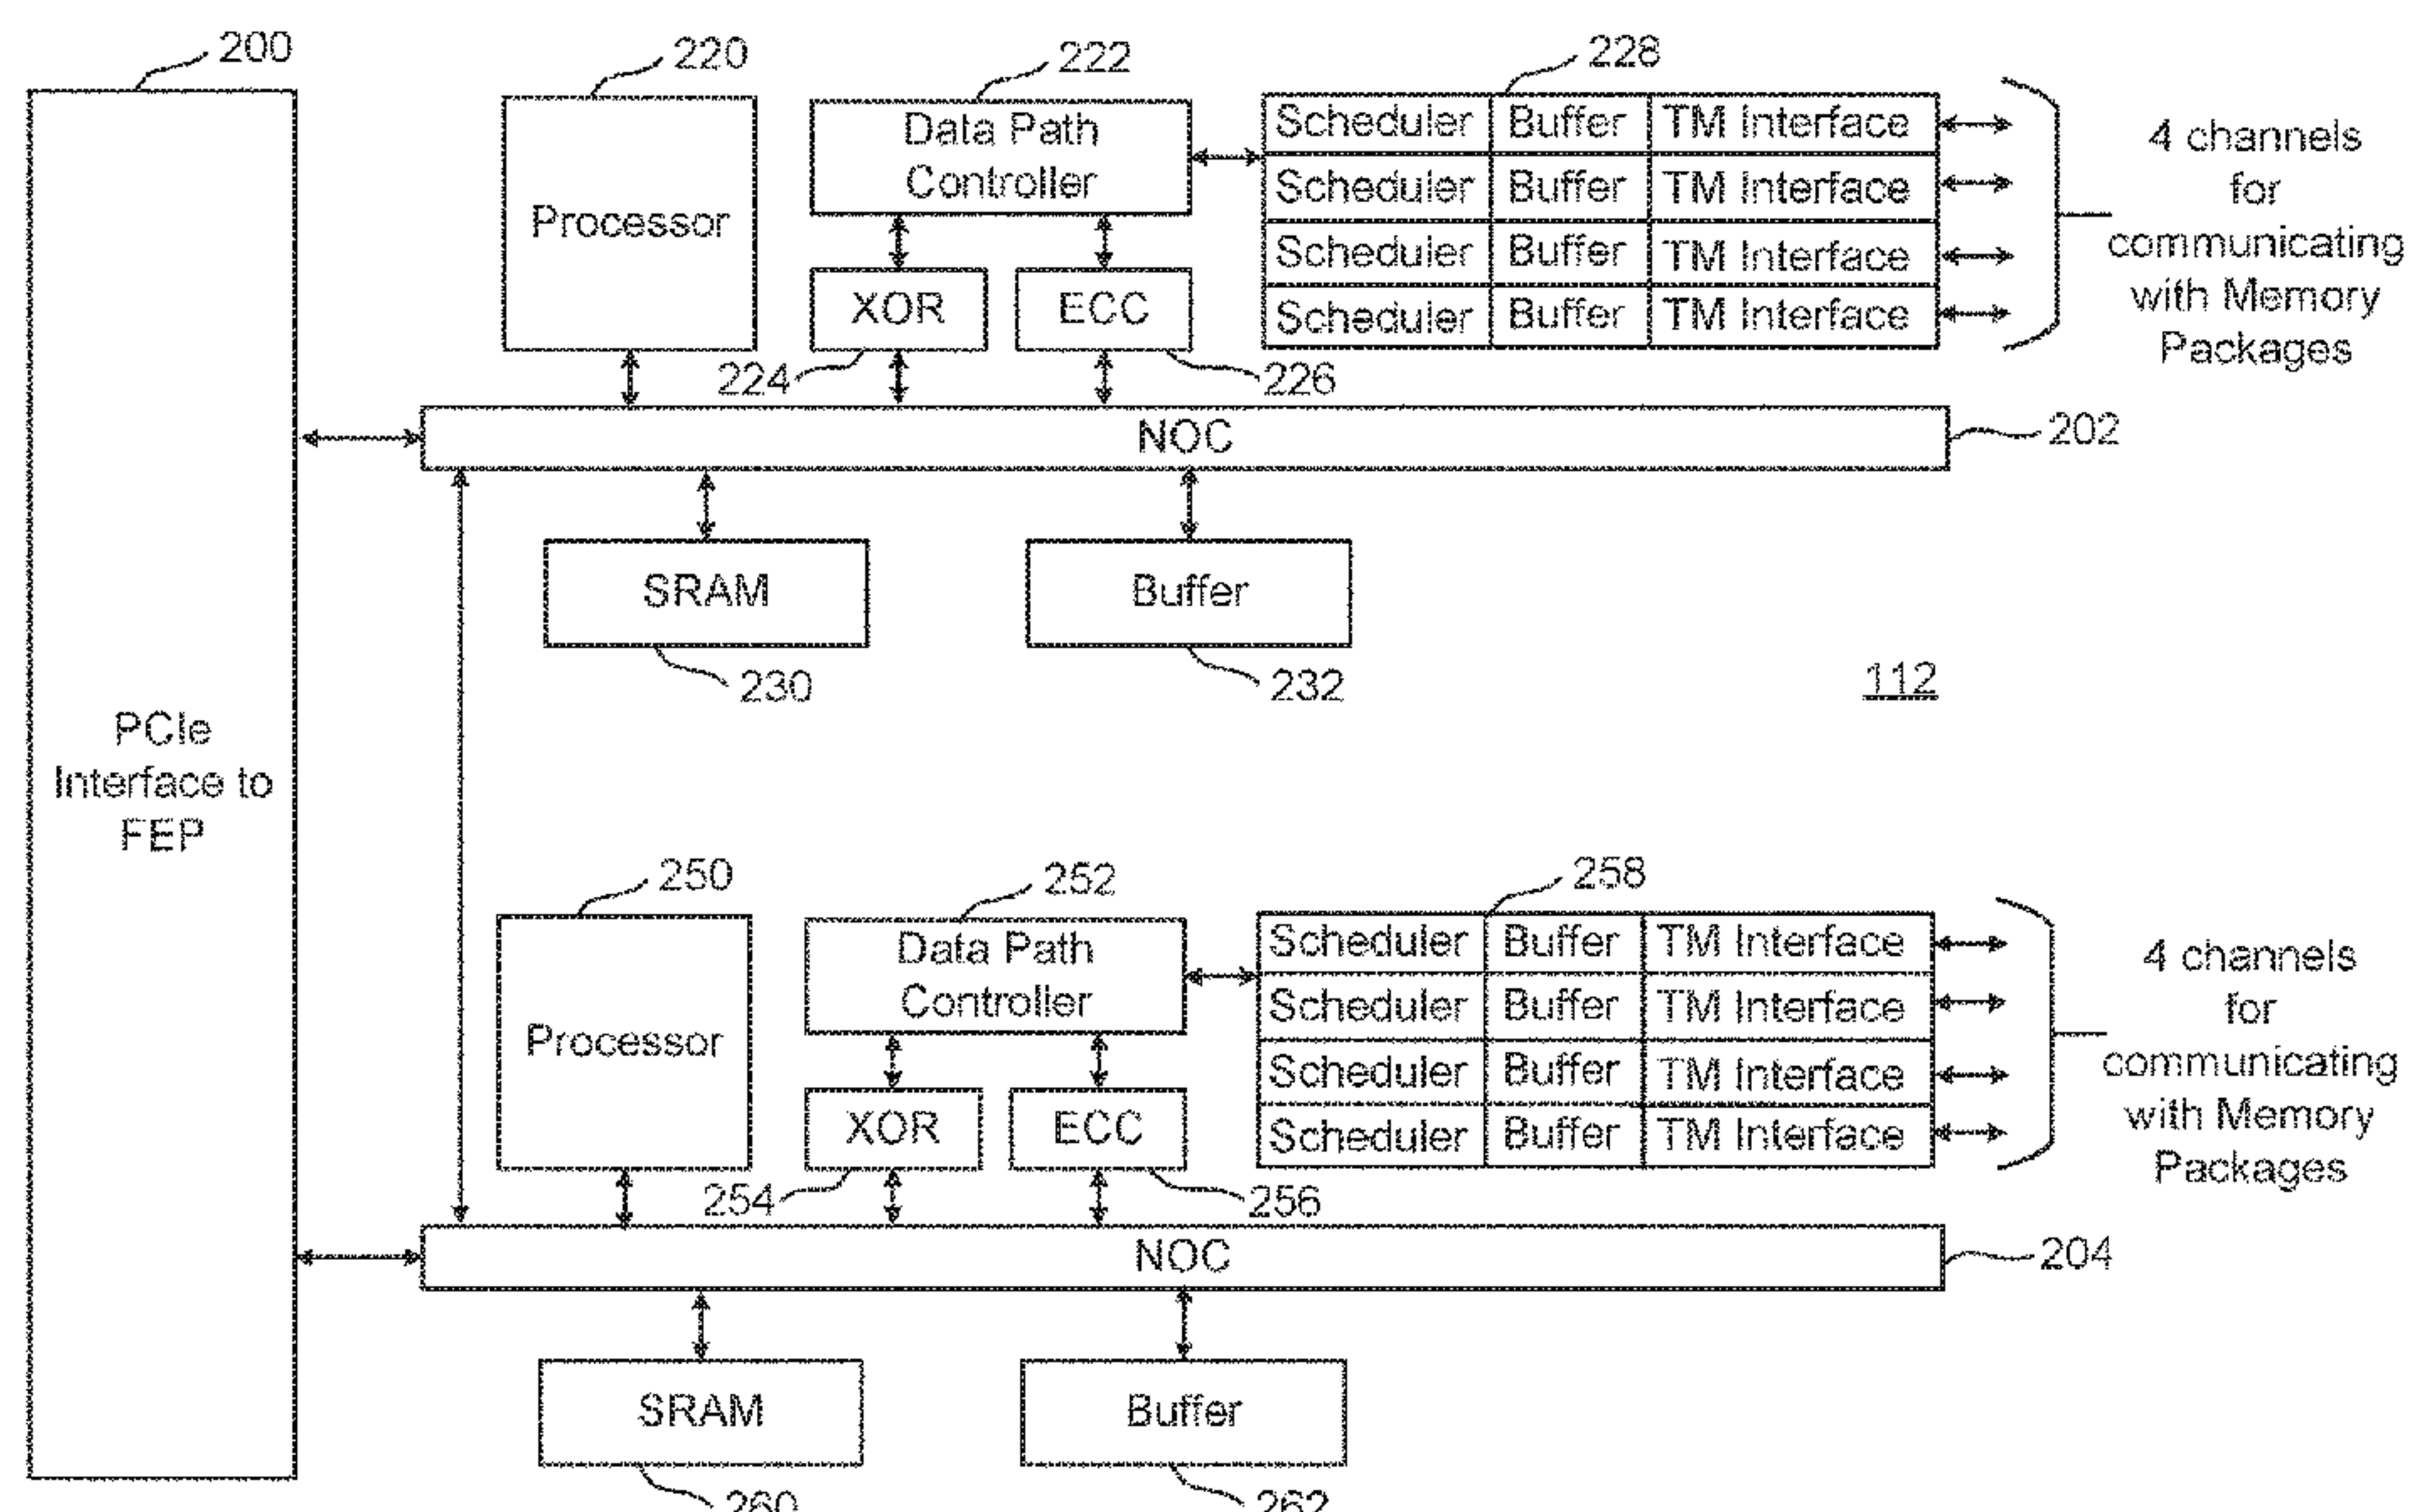 200
220
222
228
Data Path
Controller
Scheduler Buffer TM Interface
Scheduler Buffer TM Interface
Scheduler Buffer TM Interface
Scheduler Buffer TM Interface
4 channels
for
communicating
with Memory
Packages
Processor
XOR
ECC
224
226
NOC
202
SRAM
Buffer
230
232
112
PCIe
Interface to
FEP
250
252
258
Data Path
Controller
Scheduler Buffer TM Interface
Scheduler Buffer TM Interface
Scheduler Buffer TM Interface
Scheduler Buffer TM Interface
4 channels
for
communicating
with Memory
Packages
Processor
XOR
ECC
254
256
NOC
204
SRAM
Buffer
260
262